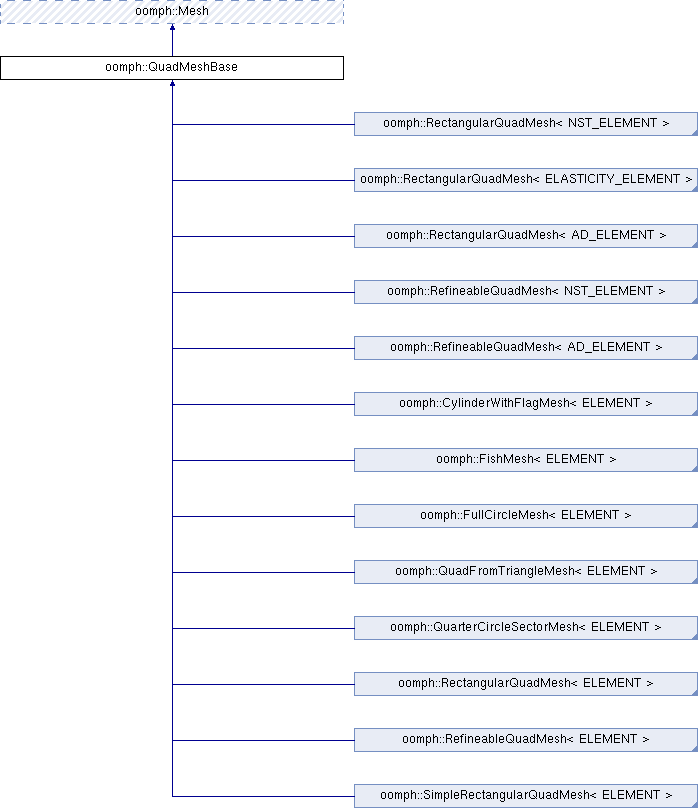 oomph::Mesh
oomph::QuadMeshBase
oomph::RectangularQuadMesh< NST_ELEMENT >
oomph::RectangularQuadMesh< ELASTICITY_ELEMENT >
oomph::RectangularQuadMesh< AD_ELEMENT >
oomph::RefineableQuadMesh< NST_ELEMENT >
oomph::RefineableQuadMesh< AD_ELEMENT >
oomph::CylinderWithFlagMesh< ELEMENT >
oomph::FishMesh< ELEMENT >
oomph::FullCircleMesh< ELEMENT >
oomph::QuadFromTriangleMesh< ELEMENT >
oomph::QuarterCircleSectorMesh< ELEMENT >
oomph::RectangularQuadMesh< ELEMENT >
oomph::RefineableQuadMesh< ELEMENT >
oomph::SimpleRectangularQuadMesh< ELEMENT >